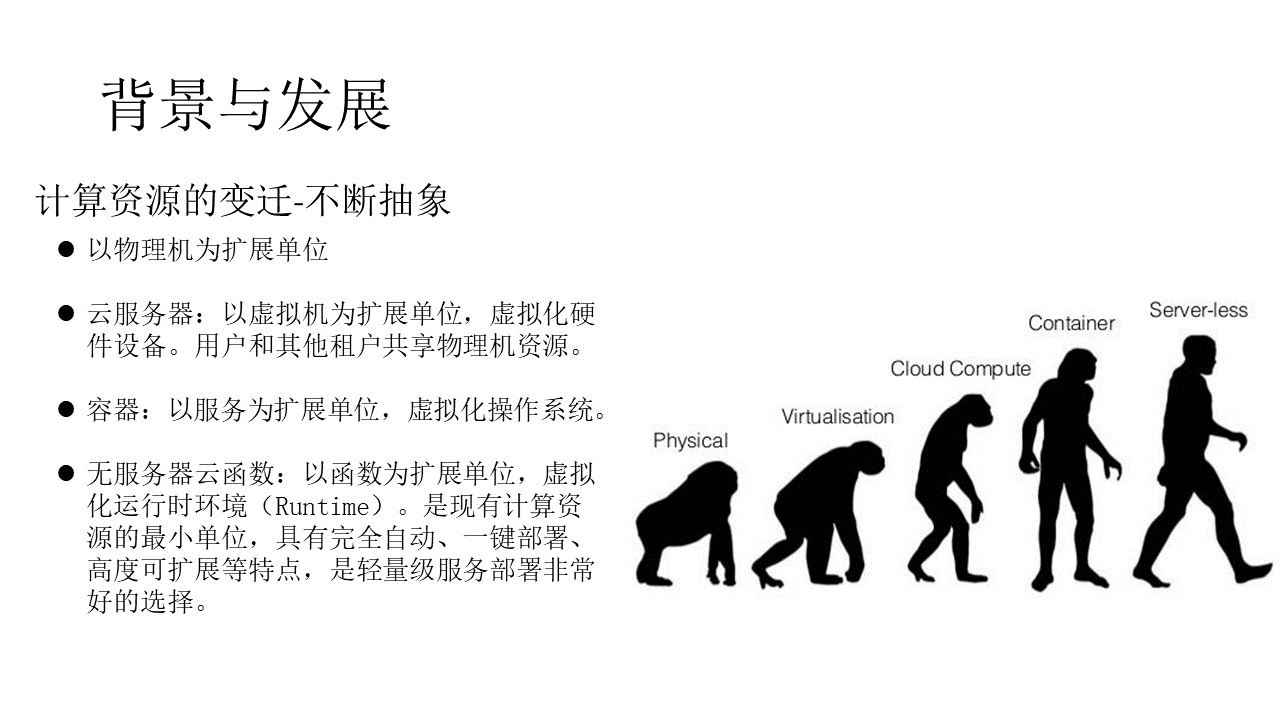 背景与发展
计算资源的变迁-不断抽象
● 以物理机为扩展单位
● 云服务器：以虚拟机为扩展单位，虚拟化硬
件设备。用户和其他租户共享物理机资源。
● 容器：以服务为扩展单位，虚拟化操作系统。
● 无服务器云函数：以函数为扩展单位，虚拟
化运行时环境（Runtime）。是现有计算资
源的最小单位，具有完全自动、一键部署、
高度可扩展等特点，是轻量级服务部署非常
好的选择。
Physical
Virtualisation
Cloud Compute
Container
Server-less